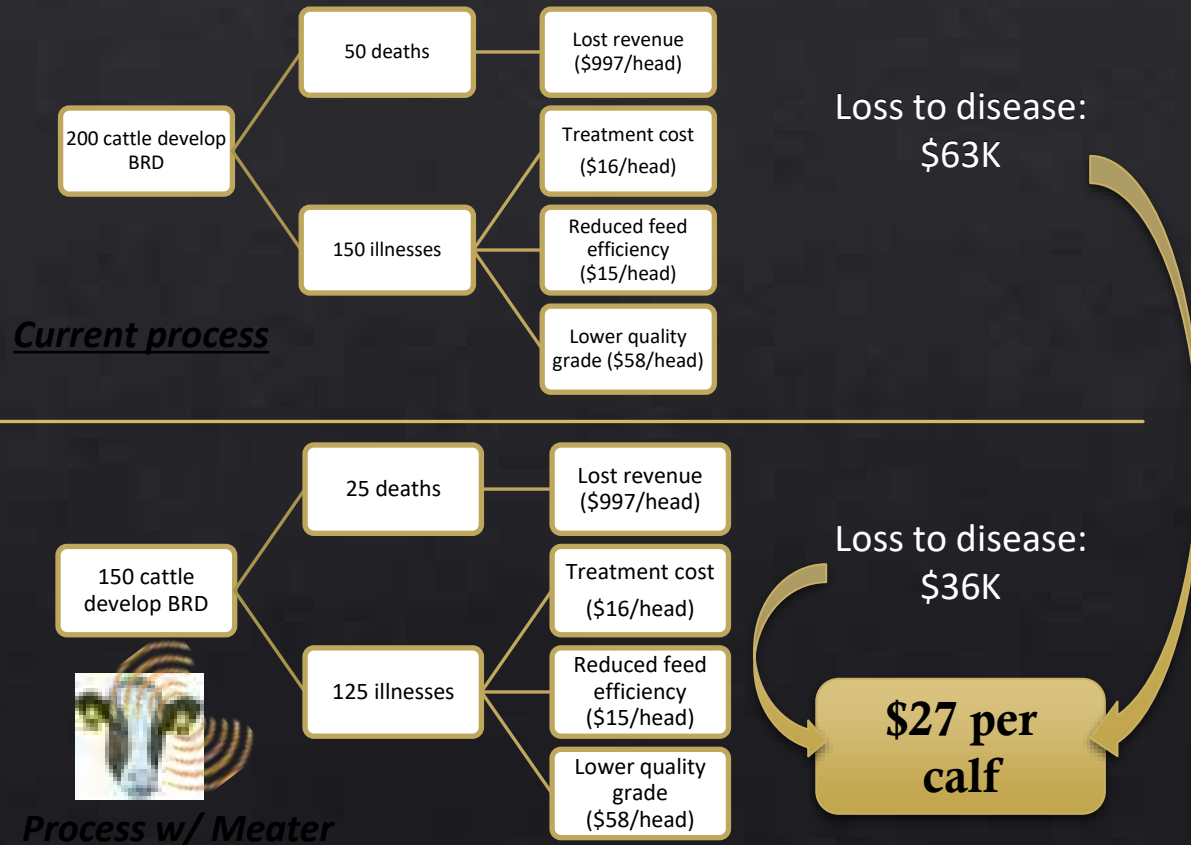 50 deaths
Lost revenue
($997/head)
200 cattle develop
BRD
Treatment cost
($16/head)
150 illnesses
Reduced feed
efficiency
($15/head)
Lower quality
grade ($58/head)
Current process
Loss to disease:
$63K
25 deaths
Lost revenue
($997/head)
150 cattle
develop BRD
Treatment cost
($16/head)
125 illnesses
Reduced feed
efficiency
($15/head)
Lower quality
grade
($58/head)
Process w/ Meater
Loss to disease:
$36K
$27 per
calf